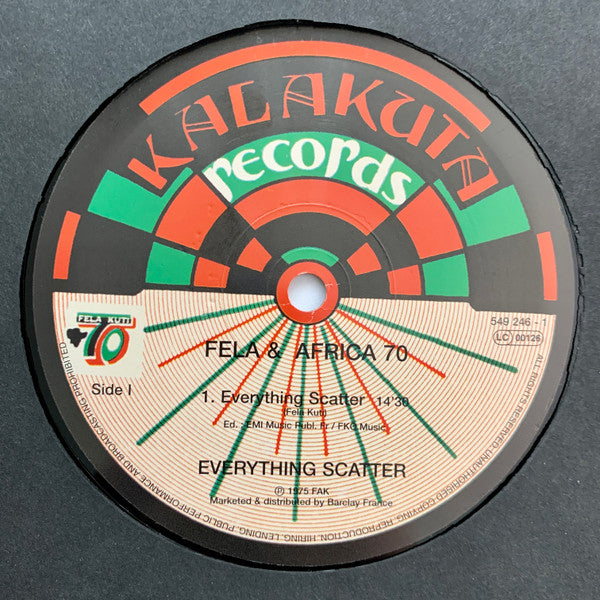 KALAKUTA
records
FELA KUTI
70
549 246 - 1
LC 00126
FELA & AFRICA 70
Side I
1. Everything Scatter 14'30
(Fela Kuti)
Ed. : EMI Music Publ. Fr / FKO Music
EVERYTHING SCATTER
℗ 1975 FAK
Marketed & distributed by Barclay France
ALL RIGHTS RESERVED. UNAUTHORISED COPYING, REPRODUCTION, HIRING, LENDING, PUBLIC PERFORMANCE AND BROADCASTING PROHIBITED